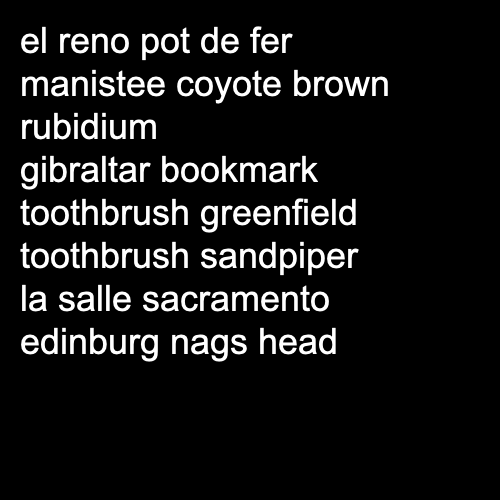 el reno pot de fer
manistee coyote brown
rubidium
gibraltar bookmark
toothbrush greenfield
toothbrush sandpiper
la salle sacramento
edinburg nags head